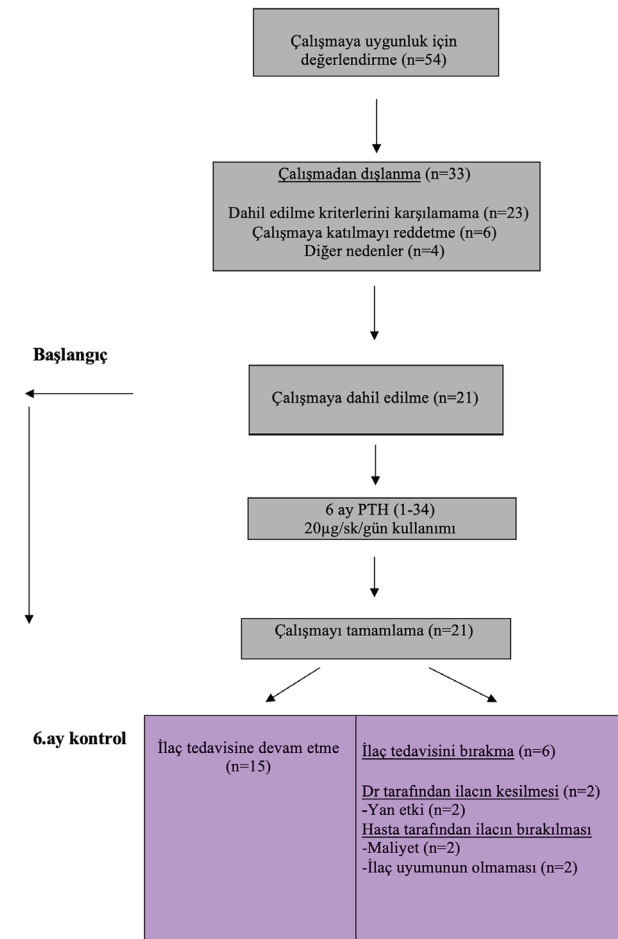 Çalışmaya uygunluk için
değerlendirme (n=54)
Çalışmadan dışlanma (n=33)
Dahil edilme kriterlerini karşılamama (n=23)
Çalışmaya katılmayı reddetme (n=6)
Diğer nedenler (n=4)
Başlangıç
Çalışmaya dahil edilme (n=21)
6 ay PTH (1-34)
20µg/sk/gün kullanımı
Çalışmayı tamamlama (n=21)
6.ay kontrol
İlaç tedavisine devam etme
(n=15)
İlaç tedavisini bırakma (n=6)
Dr tarafından ilacın kesilmesi (n=2)
-Yan etki (n=2)
Hasta tarafından ilacın bırakılması
-Maliyet (n=2)
-İlaç uyumunun olmaması (n=2)